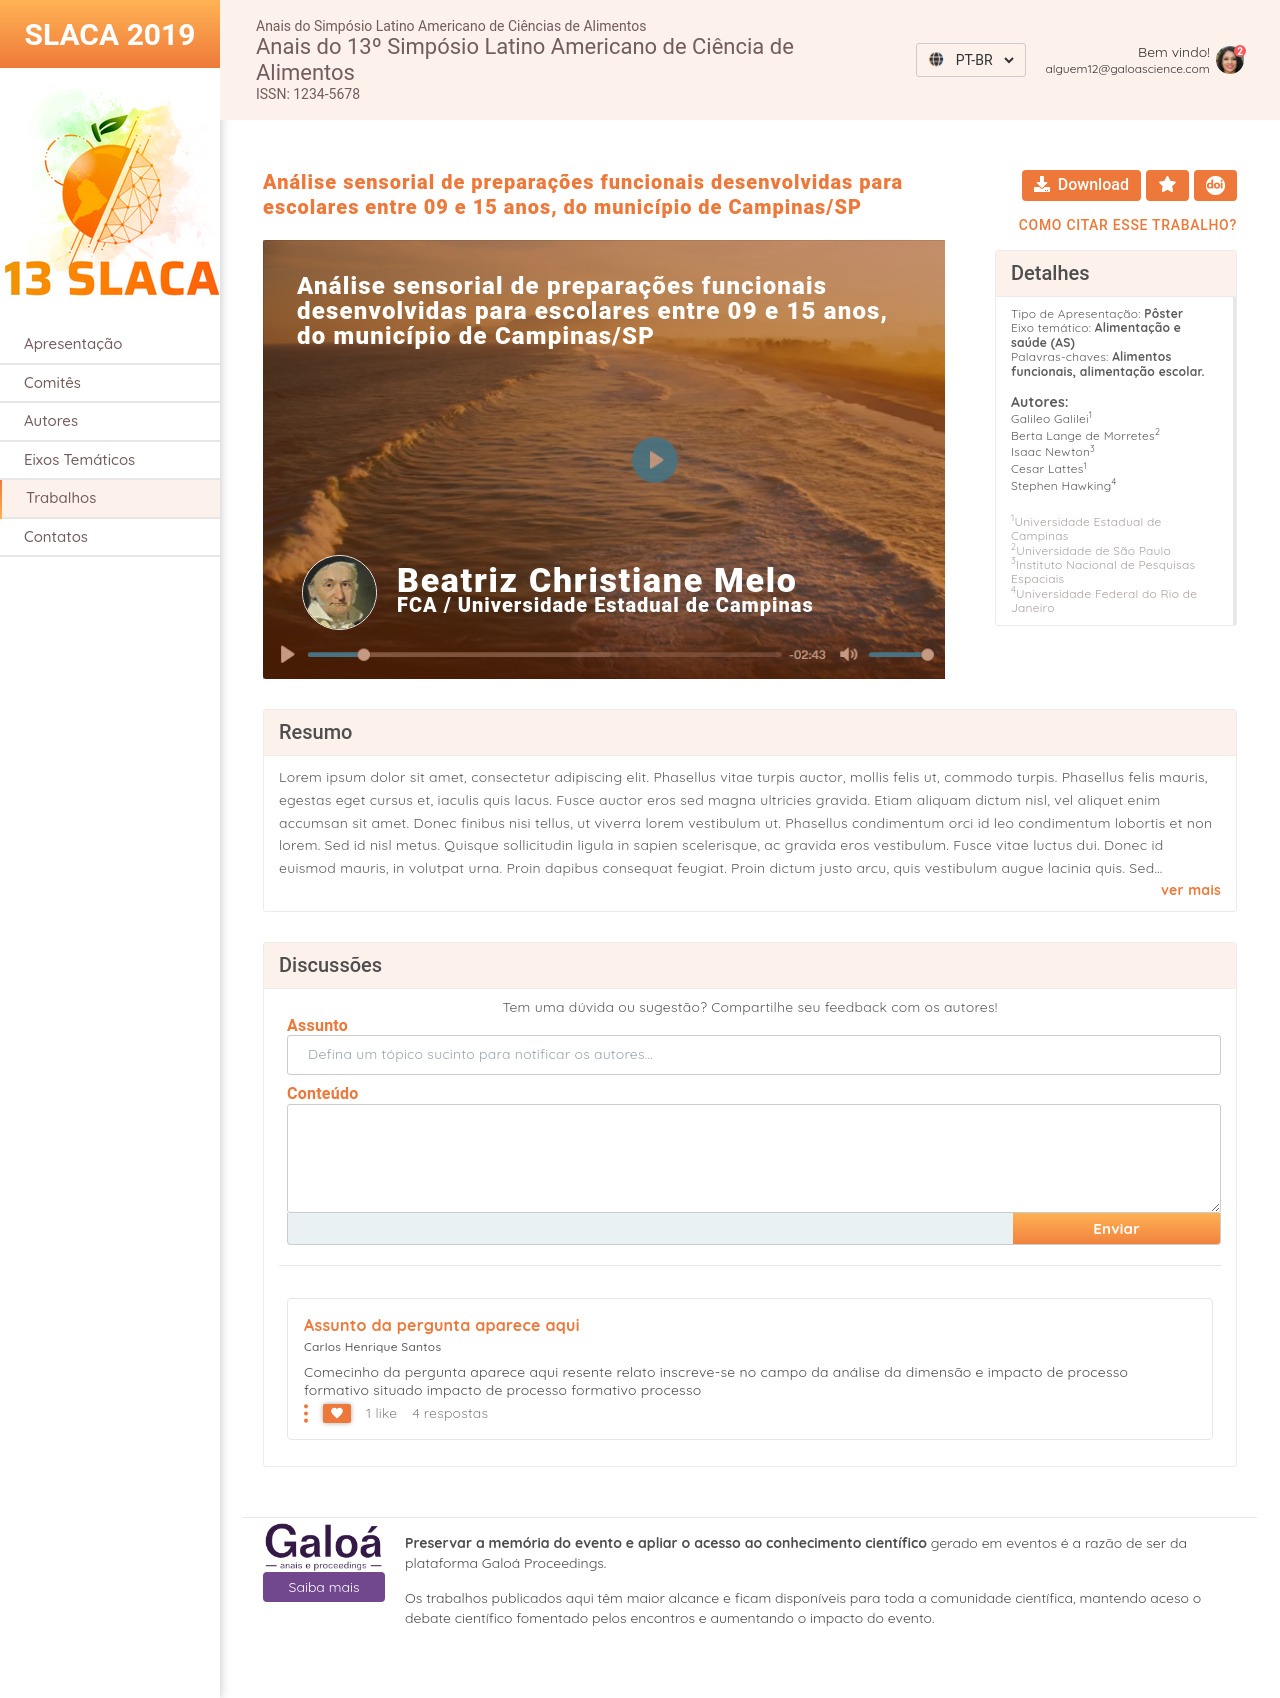 SLACA 2019
13 SLACA
Apresentação
Comitês
Autores
Eixos Temáticos
Trabalhos
Contatos
Anais do Simpósio Latino Americano de Ciências de Alimentos
Anais do 13º Simpósio Latino Americano de Ciência de
Alimentos
ISSN: 1234-5678
PT-BR
Bem vindo!
alguem12@galoascience.com
2
Análise sensorial de preparações funcionais desenvolvidas para
escolares entre 09 e 15 anos, do município de Campinas/SP
Download
doi
COMO CITAR ESSE TRABALHO?
Análise sensorial de preparações funcionais
desenvolvidas para escolares entre 09 e 15 anos,
do município de Campinas/SP
Beatriz Christiane Melo
FCA / Universidade Estadual de Campinas
-02:43
Detalhes
Tipo de Apresentação: Pôster
Eixo temático: Alimentação e
saúde (AS)
Palavras-chaves: Alimentos
funcionais, alimentação escolar.
Autores:
Galileo Galilei1
Berta Lange de Morretes2
Isaac Newton3
Cesar Lattes1
Stephen Hawking4
1Universidade Estadual de
Campinas
2Universidade de São Paulo
3Instituto Nacional de Pesquisas
Espaciais
4Universidade Federal do Rio de
Janeiro
Resumo
Lorem ipsum dolor sit amet, consectetur adipiscing elit. Phasellus vitae turpis auctor, mollis felis ut, commodo turpis. Phasellus felis mauris,
egestas eget cursus et, iaculis quis lacus. Fusce auctor eros sed magna ultricies gravida. Etiam aliquam dictum nisl, vel aliquet enim
accumsan sit amet. Donec finibus nisi tellus, ut viverra lorem vestibulum ut. Phasellus condimentum orci id leo condimentum lobortis et non
lorem. Sed id nisl metus. Quisque sollicitudin ligula in sapien scelerisque, ac gravida eros vestibulum. Fusce vitae luctus dui. Donec id
euismod mauris, in volutpat urna. Proin dapibus consequat feugiat. Proin dictum justo arcu, quis vestibulum augue lacinia quis. Sed...
ver mais
Discussões
Tem uma dúvida ou sugestão? Compartilhe seu feedback com os autores!
Assunto
Defina um tópico sucinto para notificar os autores...
Conteúdo
Enviar
Assunto da pergunta aparece aqui
Carlos Henrique Santos
Comecinho da pergunta aparece aqui resente relato inscreve-se no campo da análise da dimensão e impacto de processo
formativo situado impacto de processo formativo processo
1 like 4 respostas
Galoá
anais e proceedings
Saiba mais
Preservar a memória do evento e apliar o acesso ao conhecimento científico gerado em eventos é a razão de ser da
plataforma Galoá Proceedings.
Os trabalhos publicados aqui têm maior alcance e ficam disponíveis para toda a comunidade científica, mantendo aceso o
debate científico fomentado pelos encontros e aumentando o impacto do evento.